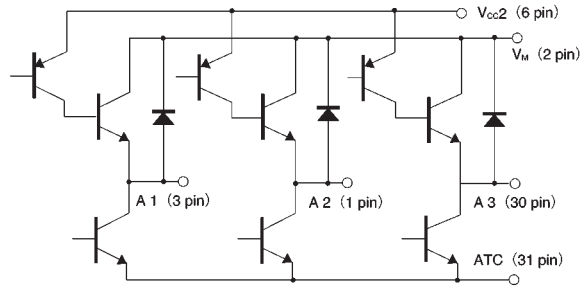 Vcc2 (6 pin)
VM (2 pin)
A 1 (3 pin)
A 2 (1 pin)
A 3 (30 pin)
ATC (31 pin)